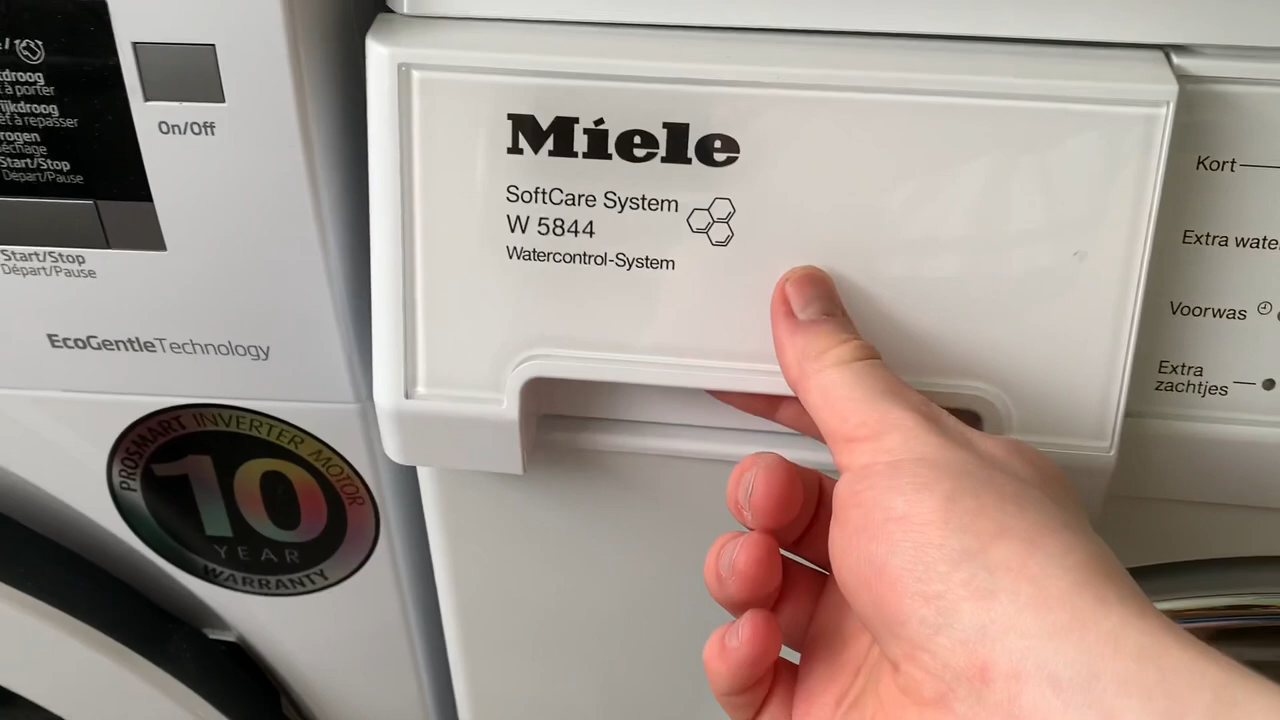 droog
à porter
ijkdroog
et à repasser
rogen
échage
Start/Stop
Départ/Pause
On/Off
Start/Stop
Départ/Pause
EcoGentleTechnology
PROSMART INVERTER MOTOR
10
YEAR
WARRANTY
Miele
SoftCare System
W 5844
Watercontrol-System
Kort
Extra wate
Voorwas
Extra
zachtjes